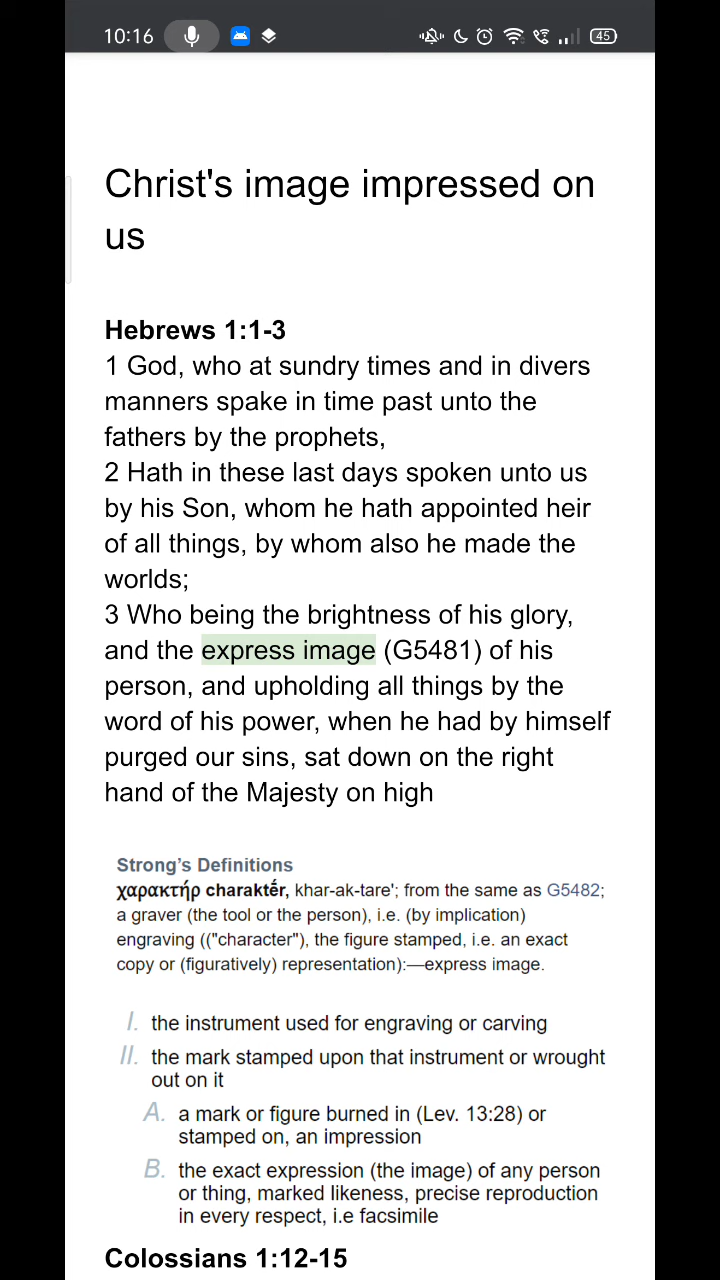 10:16
45
Christ's image impressed on
us
Hebrews 1:1-3
1 God, who at sundry times and in divers
manners spake in time past unto the
fathers by the prophets,
2 Hath in these last days spoken unto us
by his Son, whom he hath appointed heir
of all things, by whom also he made the
worlds;
3 Who being the brightness of his glory,
and the express image (G5481) of his
person, and upholding all things by the
word of his power, when he had by himself
purged our sins, sat down on the right
hand of the Majesty on high
Strong’s Definitions
χαρακτήρ charaktḗr, khar-ak-tare'; from the same as G5482;
a graver (the tool or the person), i.e. (by implication)
engraving (("character"), the figure stamped, i.e. an exact
copy or (figuratively) representation):—express image.
I. the instrument used for engraving or carving
II. the mark stamped upon that instrument or wrought
out on it
A. a mark or figure burned in (Lev. 13:28) or
stamped on, an impression
B. the exact expression (the image) of any person
or thing, marked likeness, precise reproduction
in every respect, i.e facsimile
Colossians 1:12-15